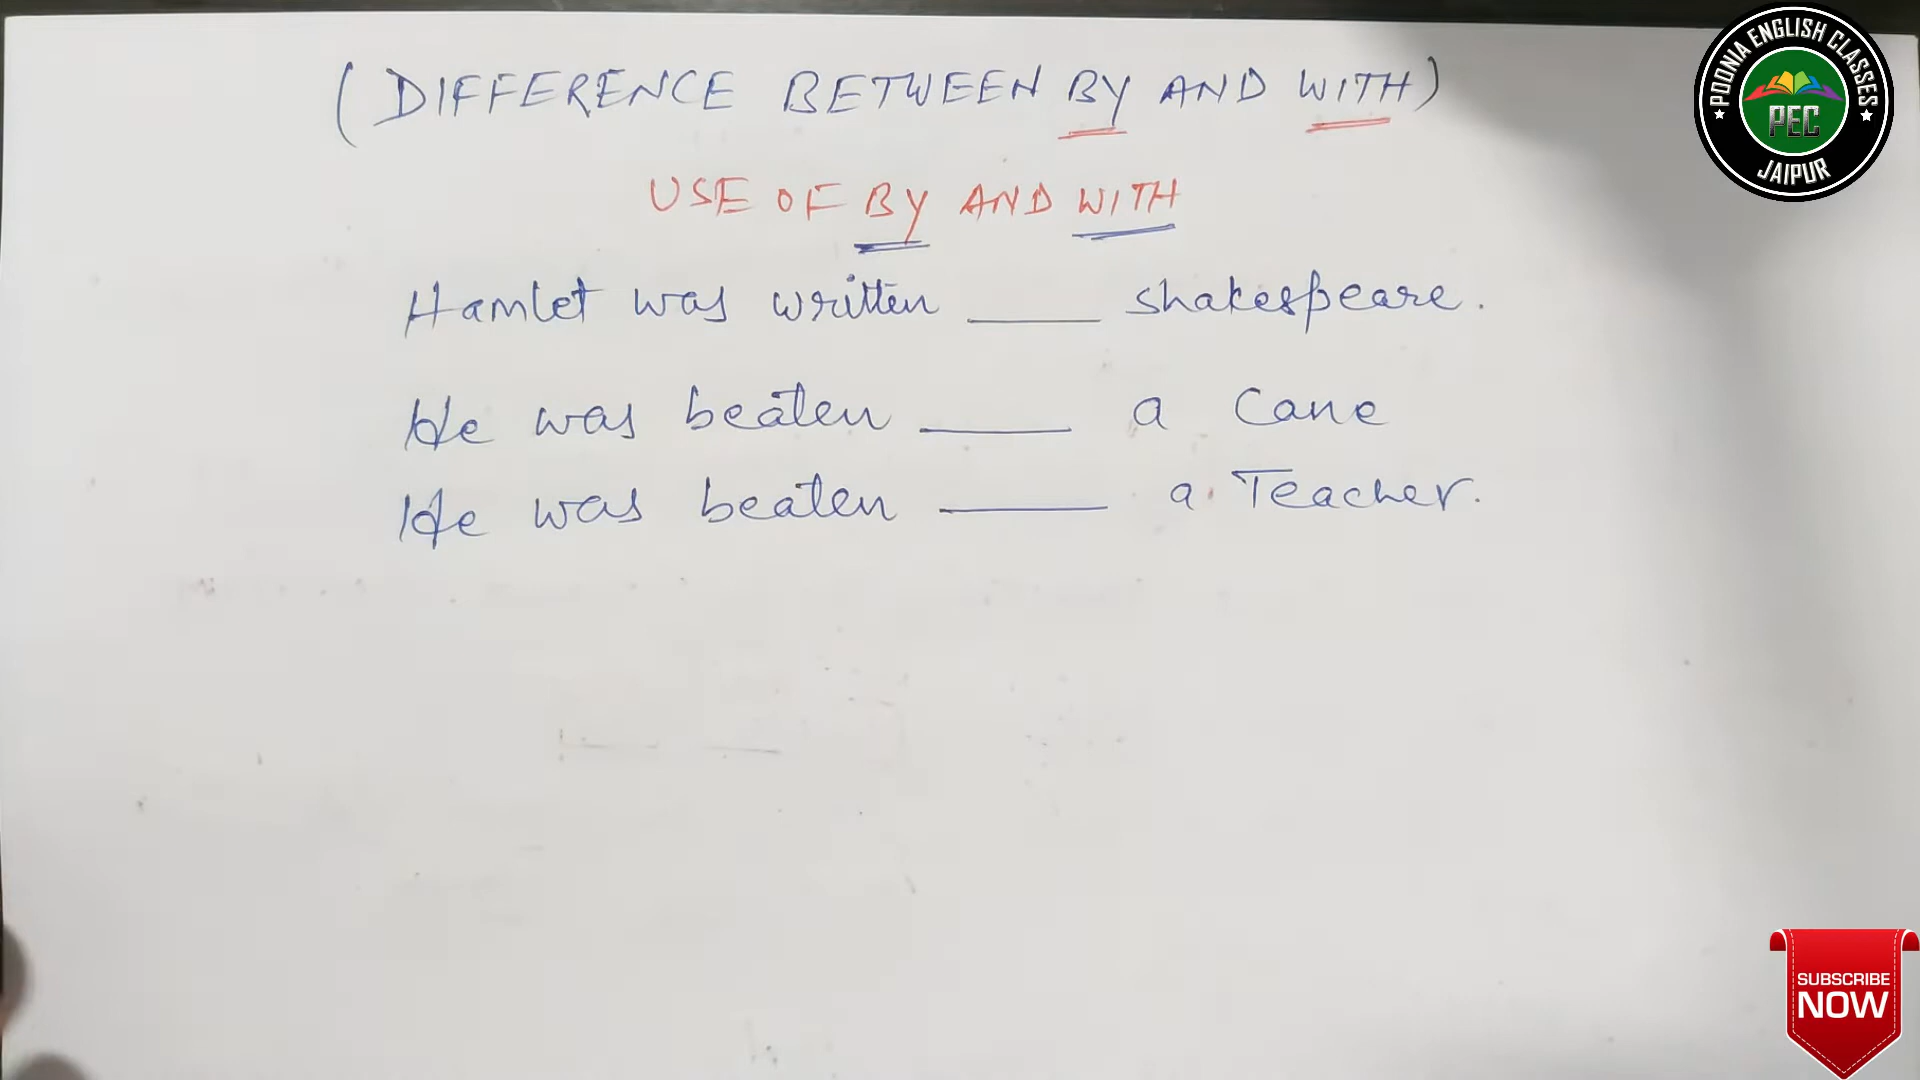 (DIFFERENCE BETWEEN BY AND WITH)
USE OF BY AND WITH
Hamlet was written ____ shakespeare.
He was beaten ____ a Cane
He was beaten ____ a Teacher.
POONIA ENGLISH CLASSES
PEC
JAIPUR
SUBSCRIBE
NOW